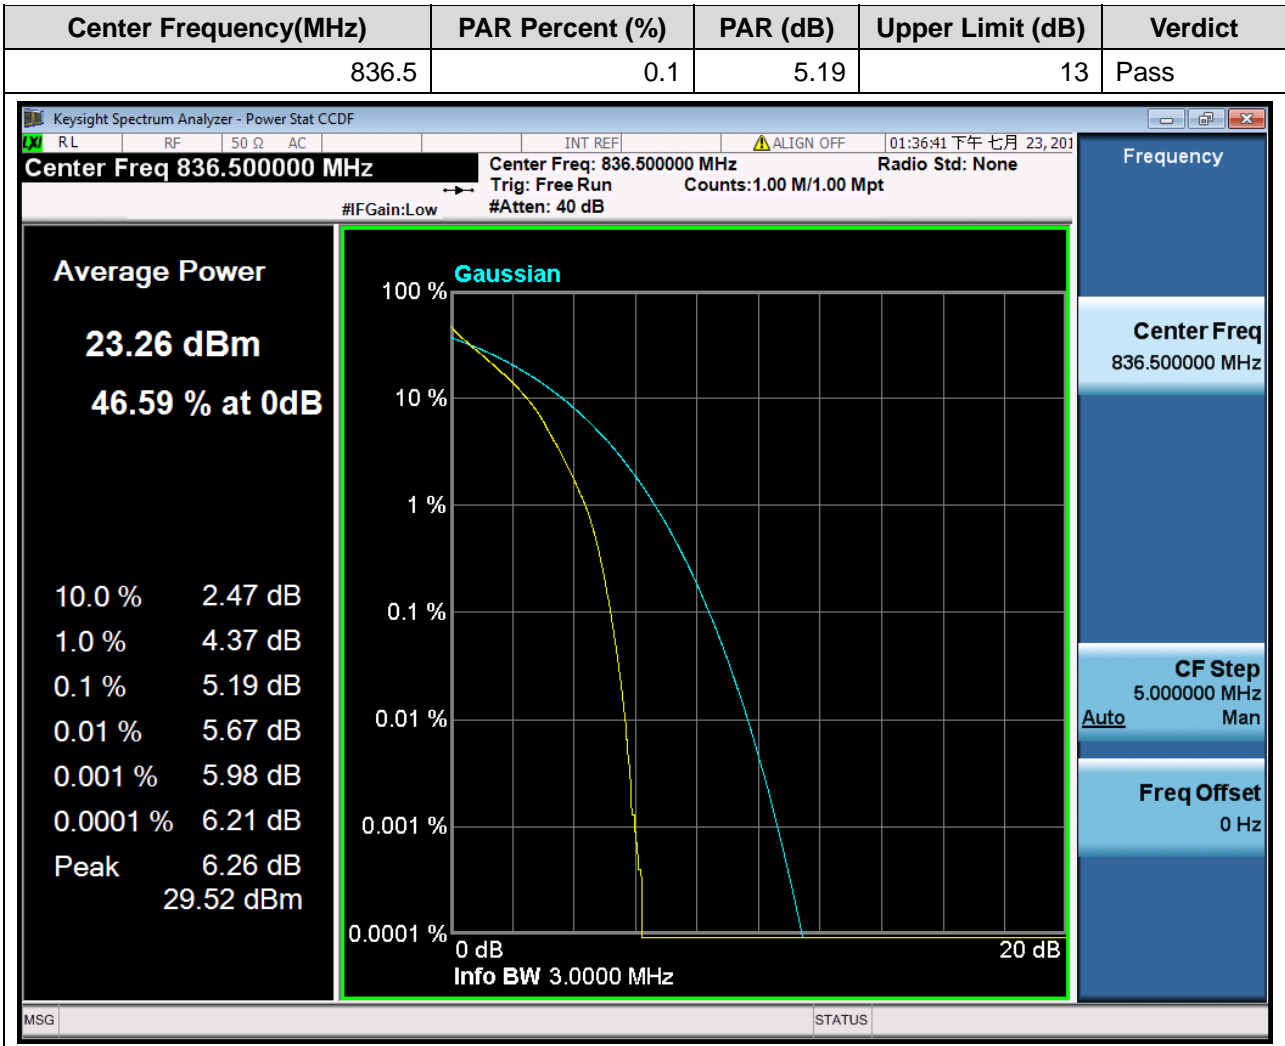 Center Frequency(MHz) PAR Percent (%) PAR (dB) Upper Limit (dB) Verdict
836.5 0.1 5.19 13 Pass
Keysight Spectrum Analyzer - Power Stat CCDF
LXI RL RF 50 Ω AC INT REF ALIGN OFF 01:36:41 下午 七月 23, 201
Center Freq 836.500000 MHz
Center Freq: 836.500000 MHz Radio Std: None
Trig: Free Run Counts:1.00 M/1.00 Mpt
#IFGain:Low #Atten: 40 dB
Frequency
Average Power
23.26 dBm
46.59 % at 0dB
10.0 % 2.47 dB
1.0 % 4.37 dB
0.1 % 5.19 dB
0.01 % 5.67 dB
0.001 % 5.98 dB
0.0001 % 6.21 dB
Peak 6.26 dB
29.52 dBm
Gaussian
100 %
10 %
1 %
0.1 %
0.01 %
0.001 %
0.0001 %
0 dB 20 dB
Info BW 3.0000 MHz
Center Freq
836.500000 MHz
CF Step
5.000000 MHz
Auto Man
Freq Offset
0 Hz
MSG STATUS